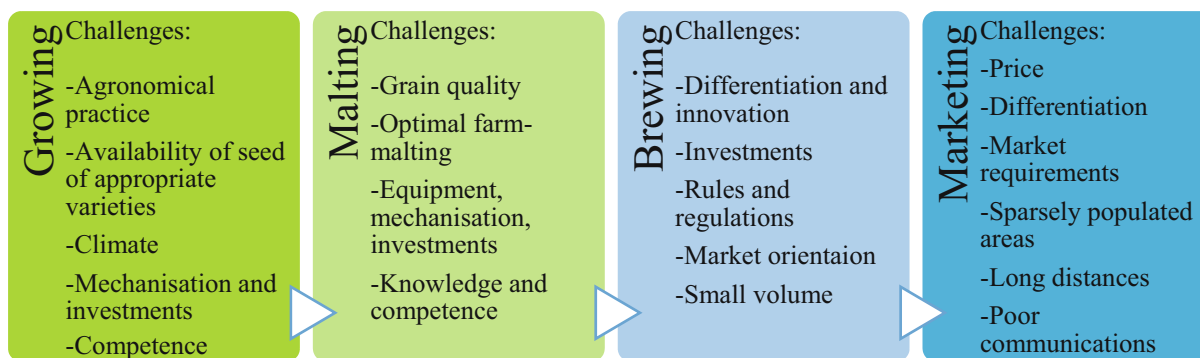 Growing
Challenges:
-Agronomical
practice
-Availability of seed
of appropriate
varieties
-Climate
-Mechanisation and
investments
-Competence
Malting
Challenges:
-Grain quality
-Optimal farm-
malting
-Equipment,
mechanisation,
investments
-Knowledge and
competence
Brewing
Challenges:
-Differentiation and
innovation
-Investments
-Rules and
regulations
-Market orientaion
-Small volume
Marketing
Challenges:
-Price
-Differentiation
-Market
requirements
-Sparsely populated
areas
-Long distances
-Poor
communications